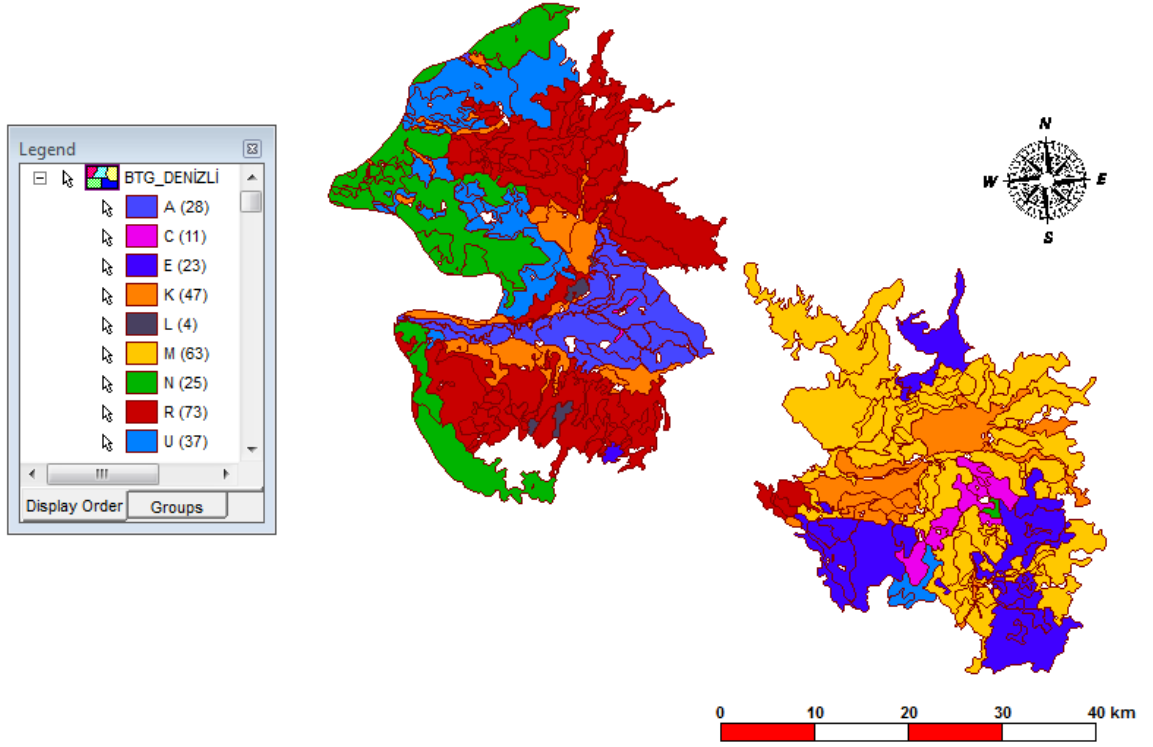 Legend
BTG_DENİZLİ
A (28)
C (11)
E (23)
K (47)
L (4)
M (63)
N (25)
R (73)
U (37)
Display Order
Groups
N
W
E
S
0 10 20 30 40 km